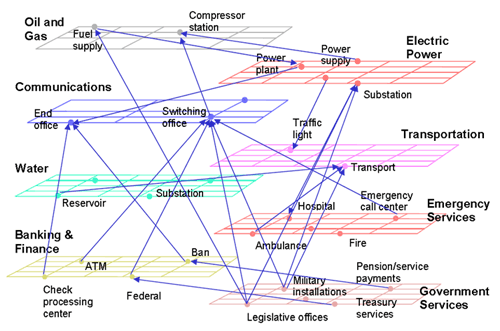 Oil and
Gas
Compressor
station
Fuel
supply
Electric
Power
Power
supply
Power
plant
Substation
Communications
End
office
Switching
office
Traffic
light
Transportation
Transport
Water
Substation
Reservoir
Emergency
call center
Hospital
Emergency
Services
Banking &
Finance
Ambulance
Fire
Ban
ATM
Pension/service
payments
Check
processing
center
Federal
Military
installations
Government
Services
Legislative offices
Treasury
services